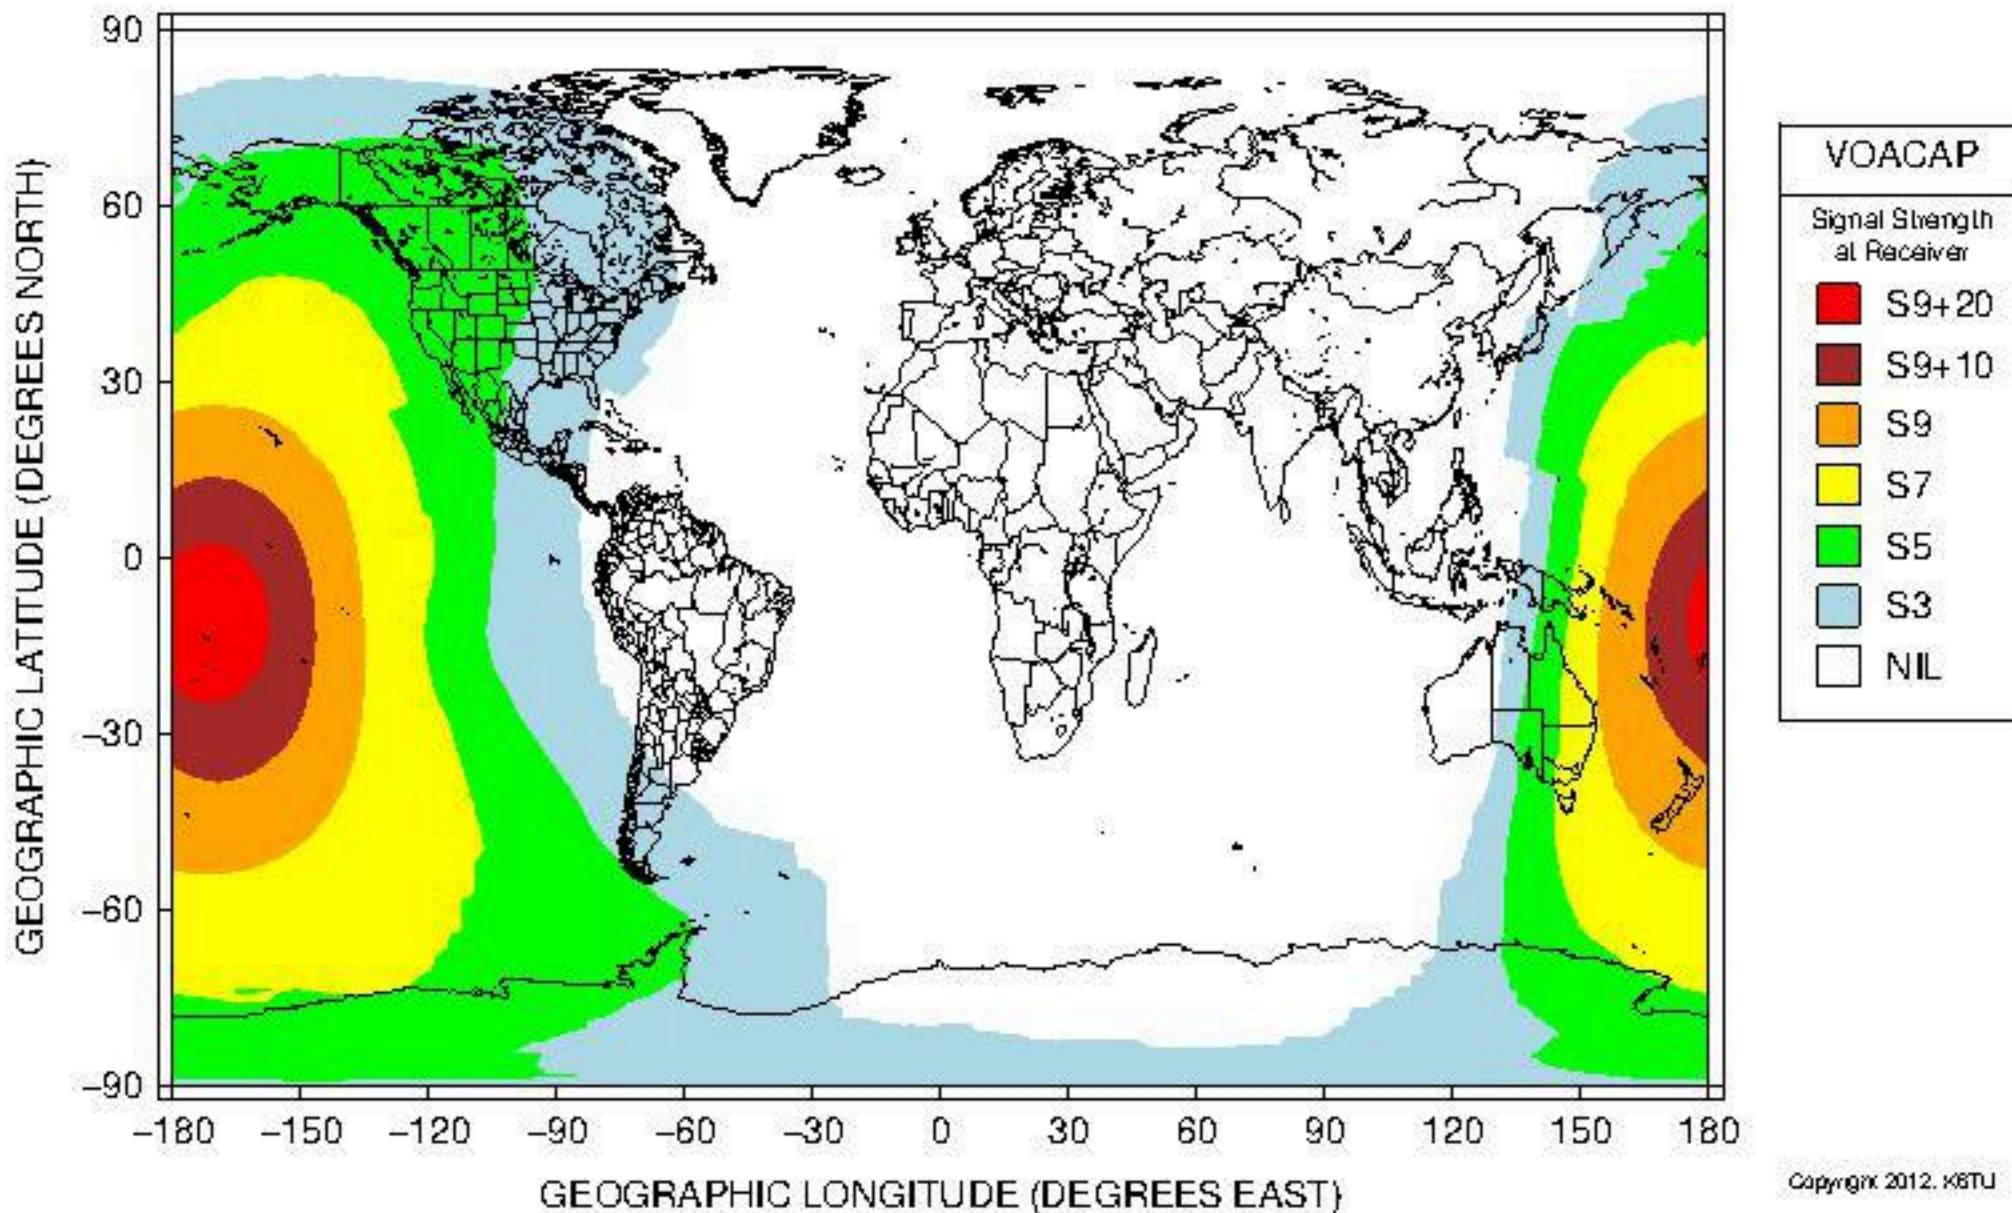 GEOGRAPHIC LATITUDE (DEGREES NORTH)
90
60
30
0
−30
−60
−90
−180 −150 −120 −90 −60 −30 0 30 60 90 120 150 180
GEOGRAPHIC LONGITUDE (DEGREES EAST)
VOACAP
Signal Strength
at Receiver
S9+20
S9+10
S9
S7
S5
S3
NIL
Copyright 2012, K6TU